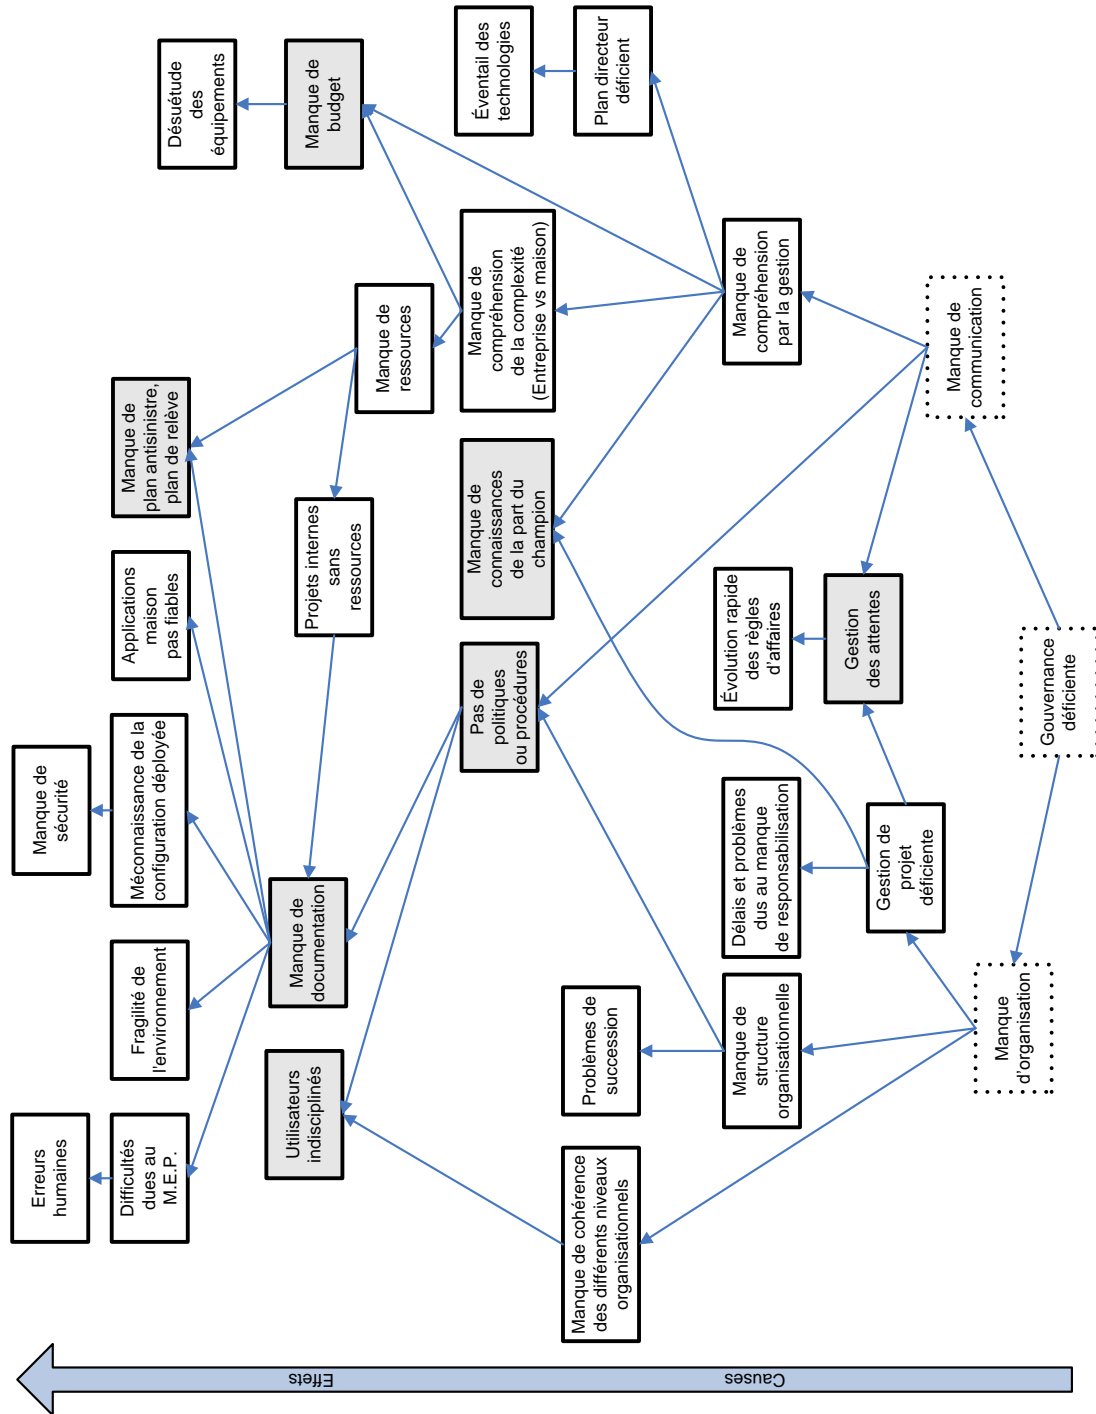 Erreurs
humaines
Difficultés
dues au
M.E.P.
Fragilité de
l'environnement
Manque de
sécurité
Méconnaissance de la
configuration déployée
Applications
maison
pas fiables
Manque de
plan antisinistre,
plan de relève
Désuétude
des
équipements
Utilisateurs
indisciplinés
Manque de
documentation
Projets internes
sans
ressources
Manque de
ressources
Manque de
budget
Pas de
politiques
ou procédures
Manque de
connaissances
de la part du
champion
Manque de
compréhension
de la complexité
(Entreprise vs maison)
Éventail des
technologies
Manque de cohérence
des différents niveaux
organisationnels
Problèmes de
succession
Plan directeur
déficient
Manque de
structure
organisationnelle
Délais et problèmes
dus au manque
de responsabilisation
Évolution rapide
des règles
d'affaires
Manque de
compréhension
par la gestion
Gestion de
projet
déficiente
Gestion
des attentes
Manque
d'organisation
Gouvernance
déficiente
Manque de
communication
Effets
Causes